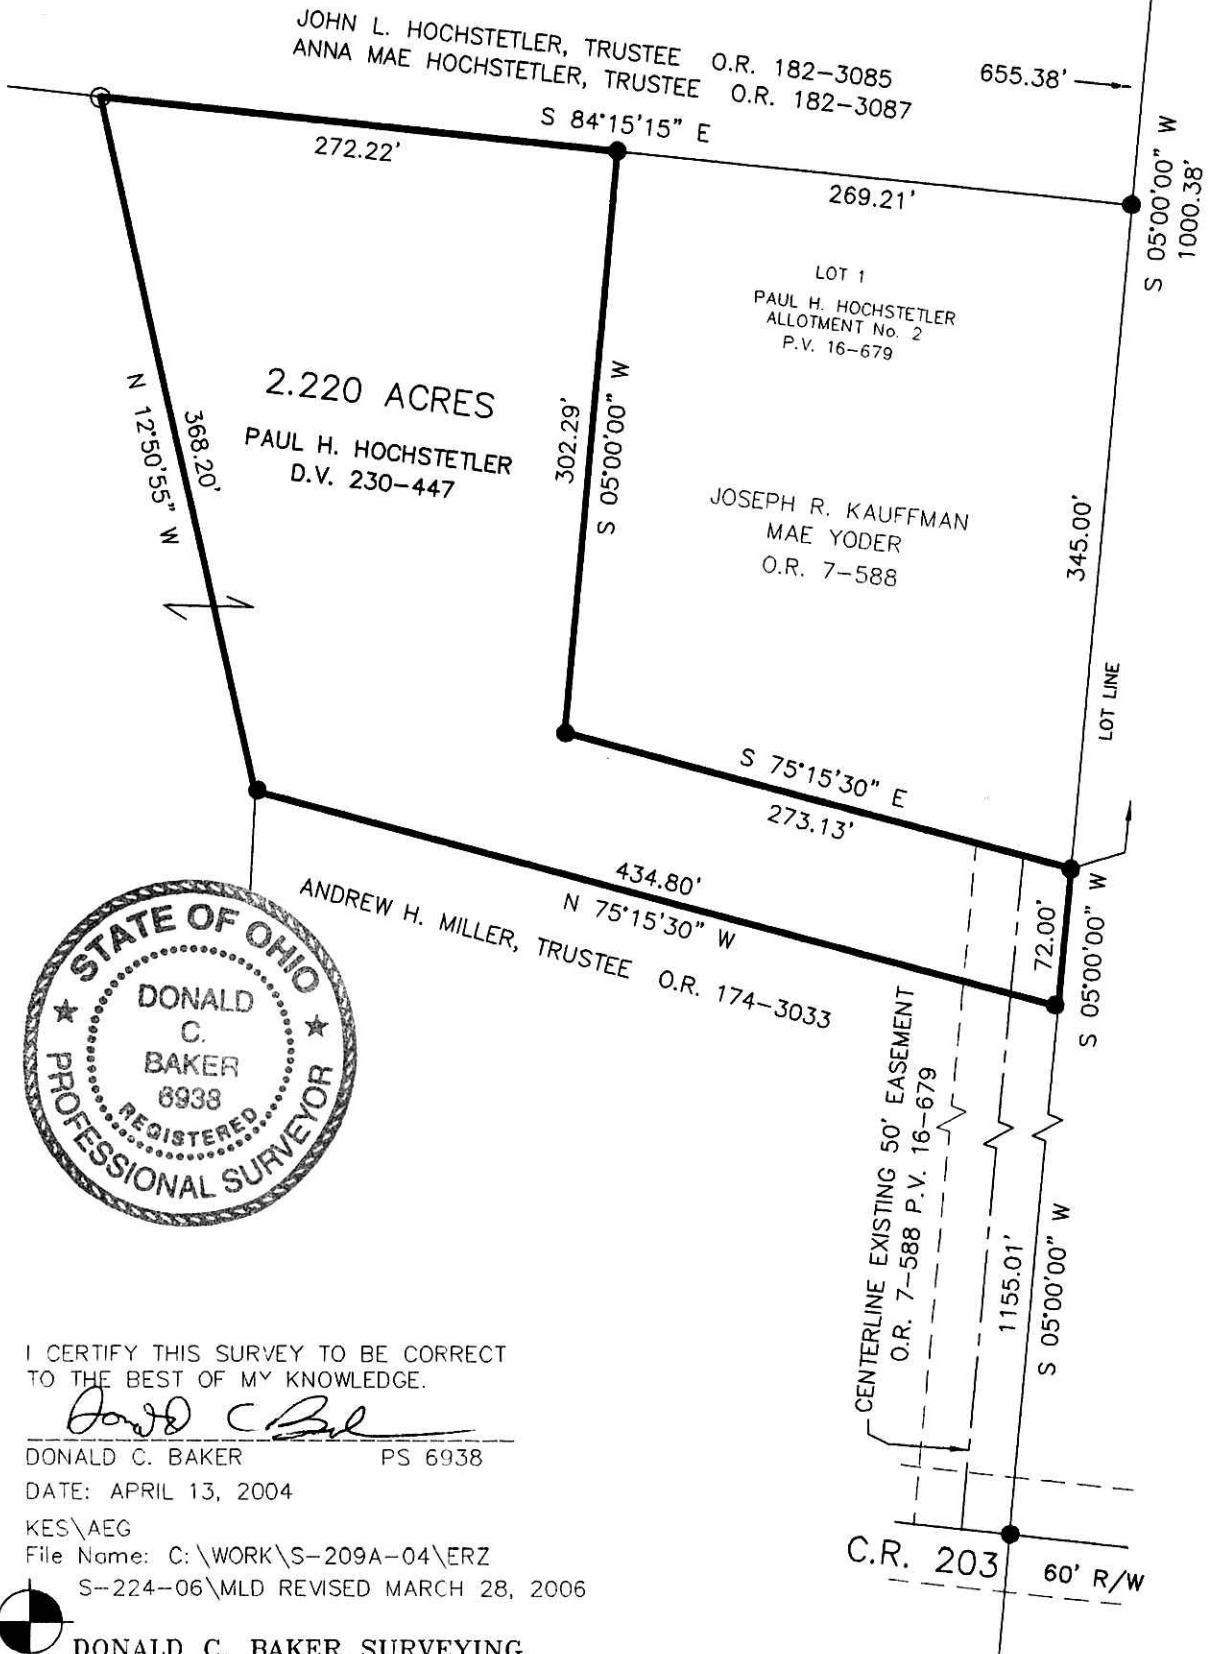 JOHN L. HOCHSTETLER, TRUSTEE O.R. 182-3085
ANNA MAE HOCHSTETLER, TRUSTEE O.R. 182-3087
655.38'
S 84°15'15" E
272.22'
269.21'
S 05°00'00" W
1000.38'
LOT 1
PAUL H. HOCHSTETLER
ALLOTMENT No. 2
P.V. 16-679
2.220 ACRES
PAUL H. HOCHSTETLER
D.V. 230-447
368.20'
N 12°50'55" W
302.29'
S 05°00'00" W
JOSEPH R. KAUFFMAN
MAE YODER
O.R. 7-588
345.00'
LOT LINE
S 75°15'30" E
273.13'
434.80'
N 75°15'30" W
72.00'
S 05°00'00" W
ANDREW H. MILLER, TRUSTEE O.R. 174-3033
STATE OF OHIO
DONALD
C.
BAKER
6938
REGISTERED
PROFESSIONAL SURVEYOR
CENTERLINE EXISTING 50' EASEMENT
O.R. 7-588 P.V. 16-679
1155.01'
S 05°00'00" W
C.R. 203
60' R/W
I CERTIFY THIS SURVEY TO BE CORRECT
TO THE BEST OF MY KNOWLEDGE.
Donald C Baker
DONALD C. BAKER PS 6938
DATE: APRIL 13, 2004
KES\AEG
File Name: C:\WORK\S-209A-04\ERZ
S-224-06\MLD REVISED MARCH 28, 2006
DONALD C. BAKER SURVEYING